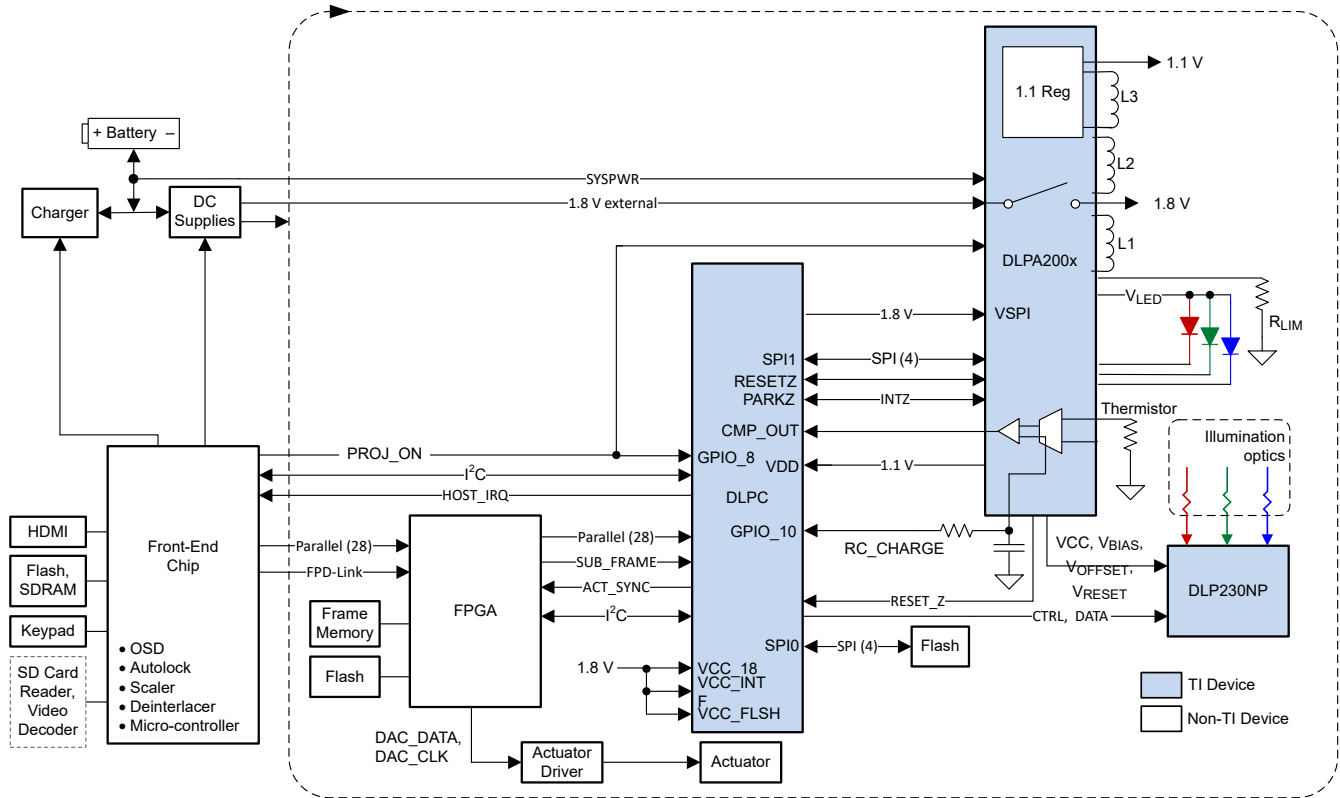 1.1 Reg
1.1 V
L3
+ Battery –
L2
SYSPWR
Charger
DC
Supplies
1.8 V external
1.8 V
L1
DLPA200x
VLED
RLIM
1.8 V
VSPI
SPI1
SPI (4)
RESETZ
PARKZ
INTZ
Thermistor
CMP_OUT
Illumination
optics
PROJ_ON
GPIO_8
VDD
1.1 V
I2C
HOST_IRQ
DLPC
HDMI
Front-End
Chip
Parallel (28)
FPD-Link
Parallel (28)
SUB_FRAME
ACT_SYNC
I2C
GPIO_10
RC_CHARGE
VCC, VBIAS,
VOFFSET,
VRESET
DLP230NP
Flash,
SDRAM
FPGA
Frame
Memory
RESET_Z
CTRL, DATA
Keypad
Flash
SPI0
SPI (4)
Flash
SD Card
Reader,
Video
Decoder
• OSD
• Autolock
• Scaler
• Deinterlacer
• Micro-controller
1.8 V
VCC_18
VCC_INT
F
VCC_FLSH
TI Device
Non-TI Device
DAC_DATA,
DAC_CLK
Actuator
Driver
Actuator